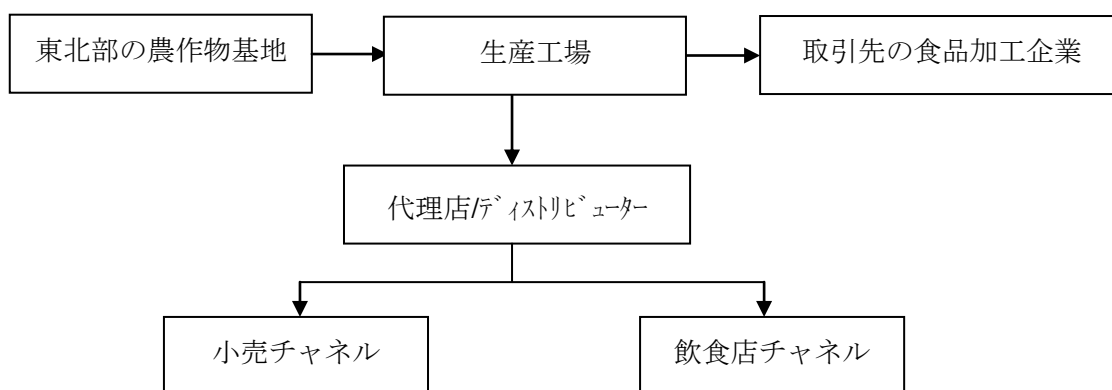 東北部の農作物基地
生産工場
取引先の食品加工企業
代理店/ディストリビューター
小売チャネル
飲食店チャネル